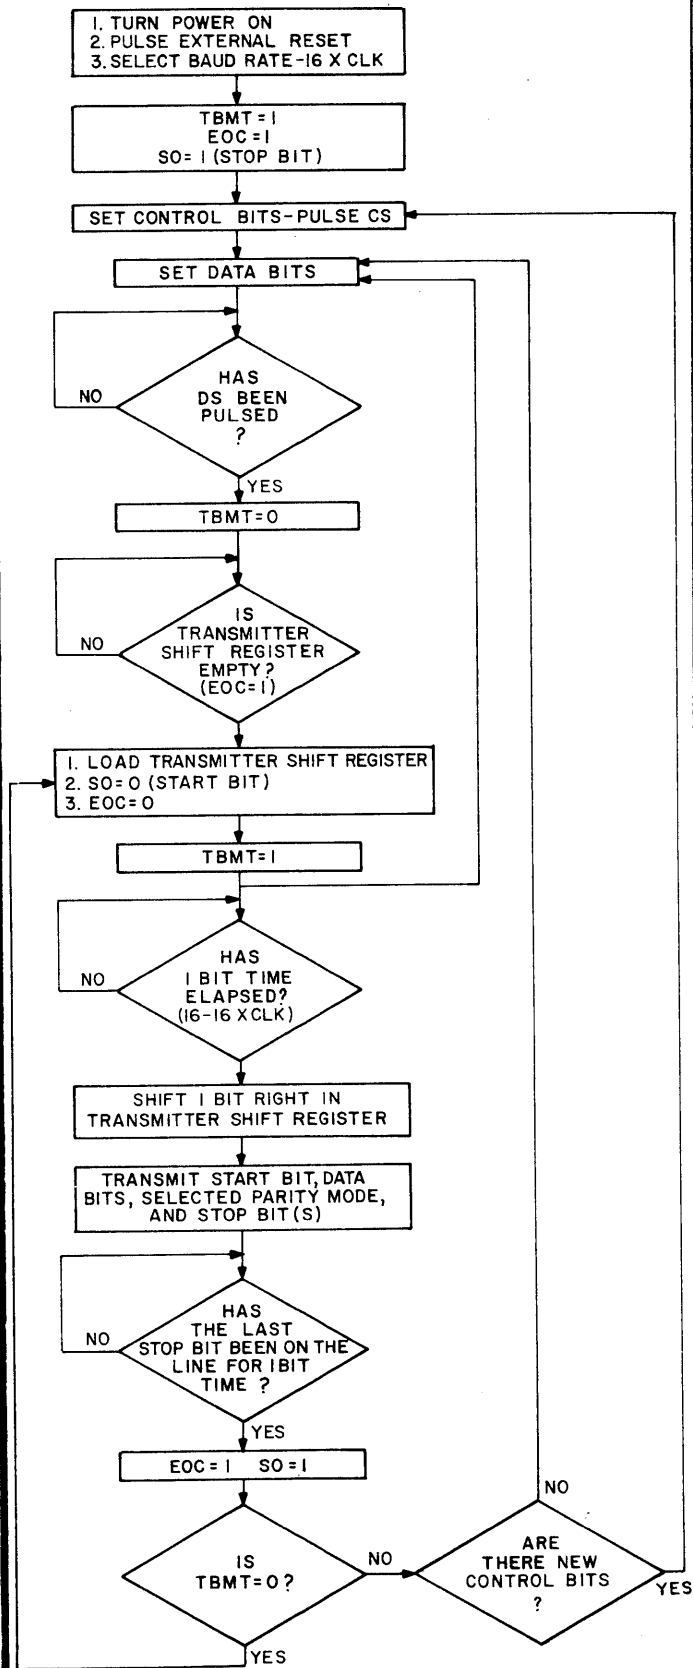 1. TURN POWER ON
2. PULSE EXTERNAL RESET
3. SELECT BAUD RATE-16 X CLK
TBMT=1
EOC=1
SO=1 (STOP BIT)
SET CONTROL BITS-PULSE CS
SET DATA BITS
HAS
DS BEEN
PULSED
?
NO
YES
TBMT=0
IS
TRANSMITTER
SHIFT REGISTER
EMPTY?
(EOC=1)
NO
1. LOAD TRANSMITTER SHIFT REGISTER
2. SO=0 (START BIT)
3. EOC=0
TBMT=1
HAS
1 BIT TIME
ELAPSED?
(16-16 X CLK)
NO
SHIFT 1 BIT RIGHT IN
TRANSMITTER SHIFT REGISTER
TRANSMIT START BIT, DATA
BITS, SELECTED PARITY MODE,
AND STOP BIT(S)
HAS
THE LAST
STOP BIT BEEN ON THE
LINE FOR 1 BIT
TIME ?
NO
YES
EOC=1 SO=1
IS
TBMT=0?
NO
YES
ARE
THERE NEW
CONTROL BITS
?
NO
YES